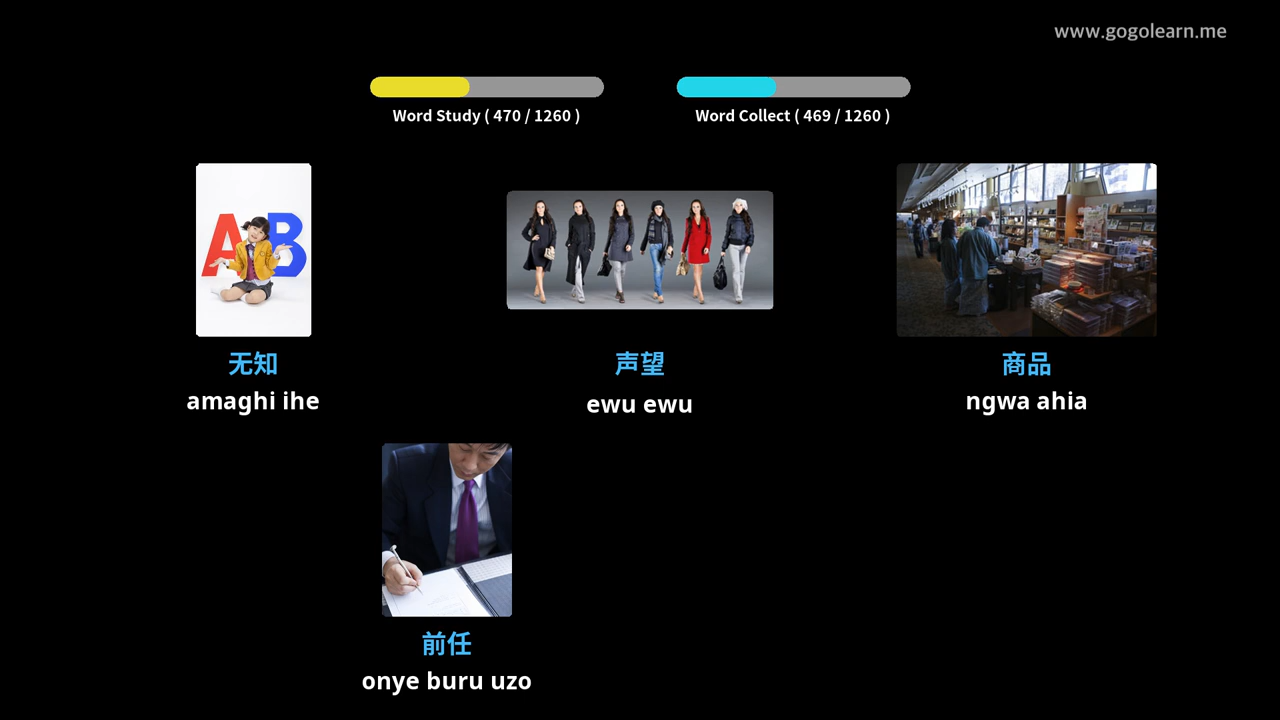 www.gogolearn.me
Word Study ( 470 / 1260 )
Word Collect ( 469 / 1260 )
AB
无知
amaghi ihe
声望
ewu ewu
商品
ngwa ahia
前任
onye buru uzo